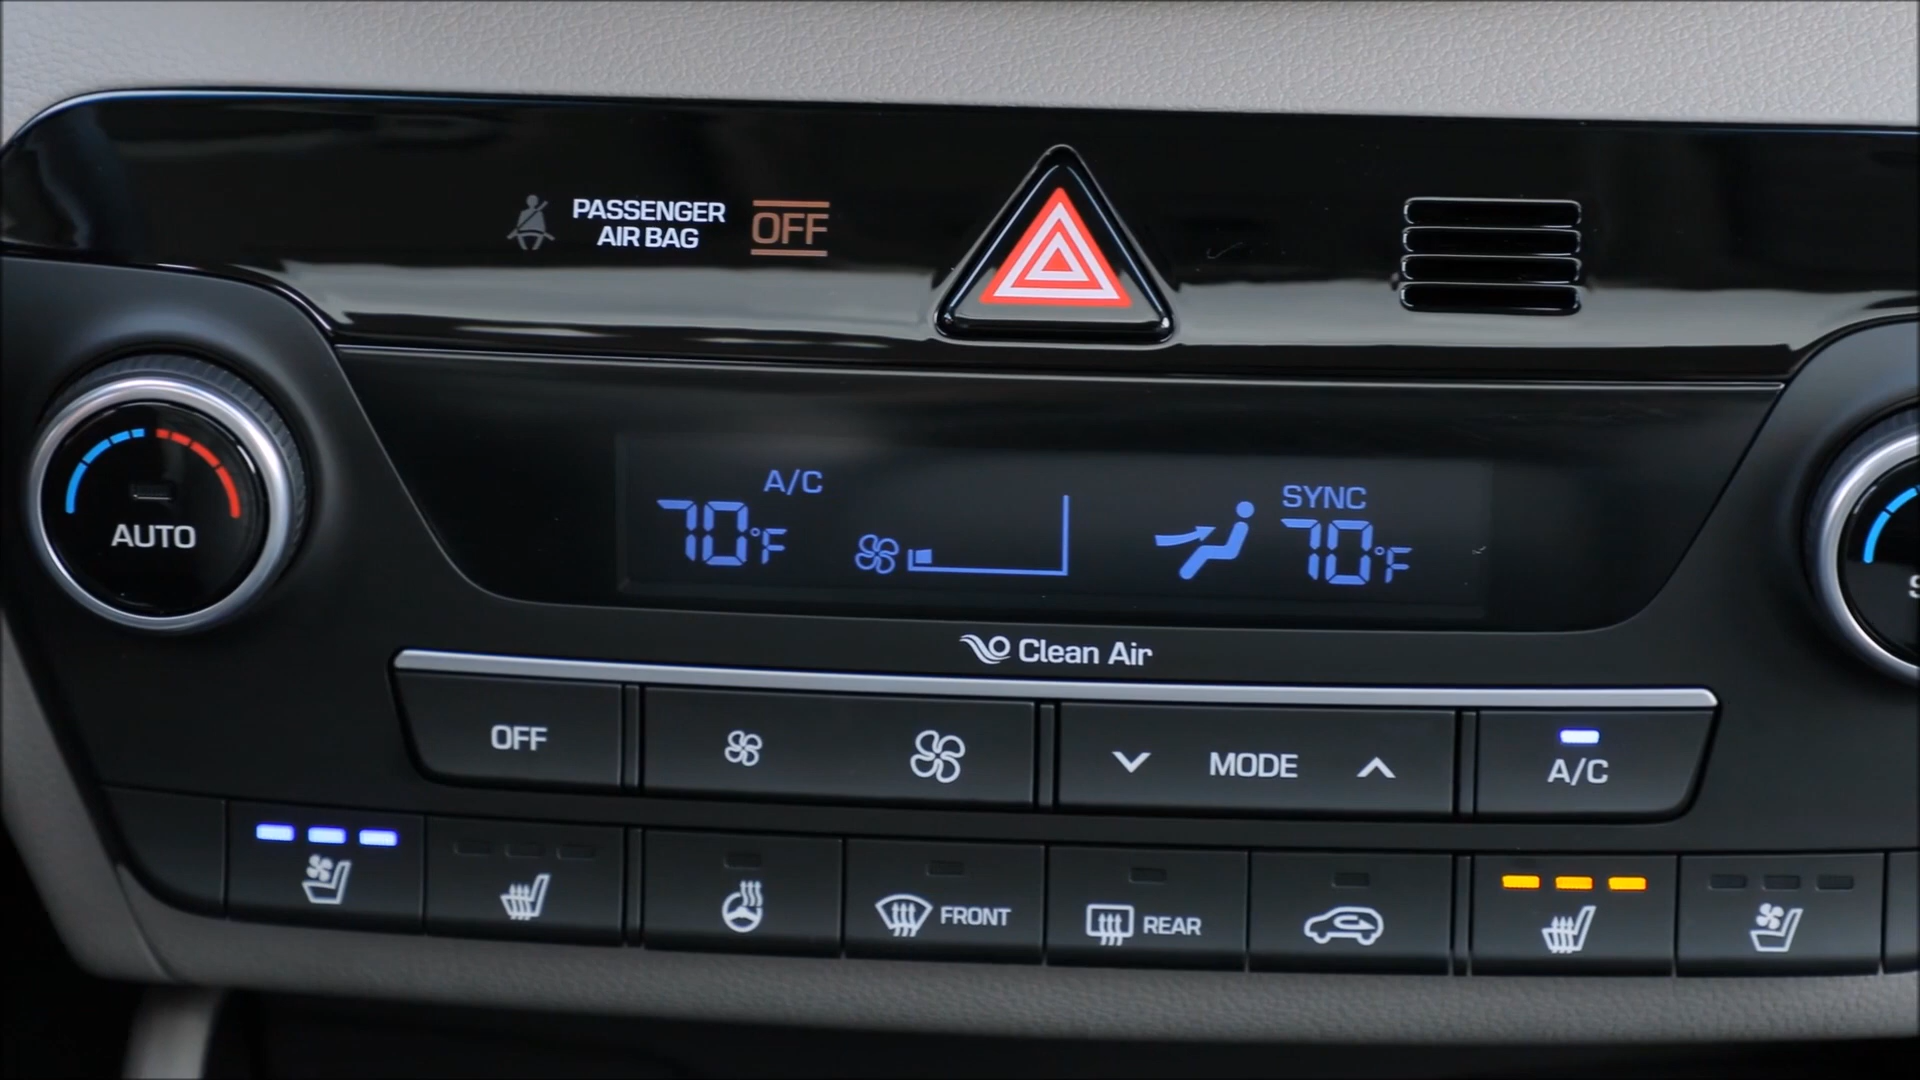 PASSENGER
AIR BAG
OFF
A/C
70°F
SYNC
70°F
AUTO
Clean Air
OFF
MODE
A/C
FRONT
REAR